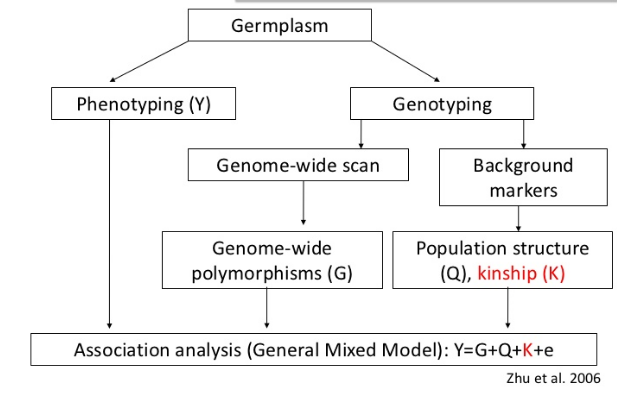 Germplasm
Phenotyping (Y)
Genotyping
Genome-wide scan
Background
markers
Genome-wide
polymorphisms (G)
Population structure
(Q), kinship (K)
Association analysis (General Mixed Model): Y=G+Q+K+e
Zhu et al. 2006